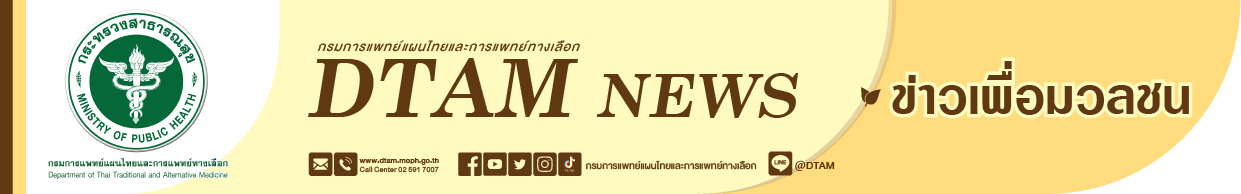 กระทรวงสาธารณสุข
MINISTRY OF PUBLIC HEALTH
กรมการแพทย์แผนไทยและการแพทย์ทางเลือก
Department of Thai Traditional and Alternative Medicine
กรมการแพทย์แผนไทยและการแพทย์ทางเลือก
DTAM NEWS
www.dtam.moph.go.th
Call Center 02 591 7007
กรมการแพทย์แผนไทยและการแพทย์ทางเลือก
LINE
@DTAM
ข่าวเพื่อมวลชน